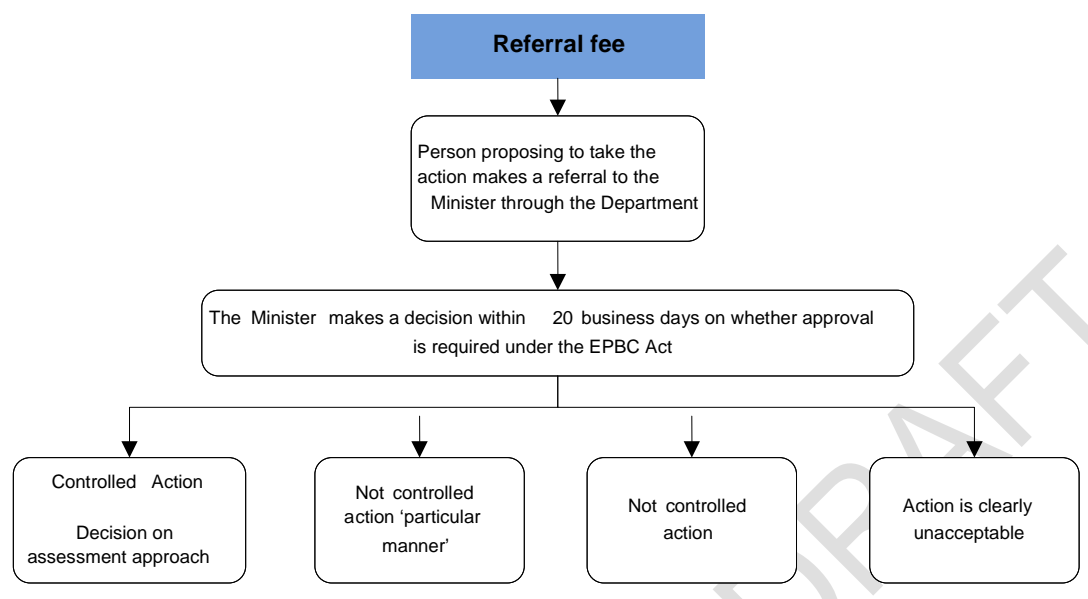 Referral fee
Person proposing to take the
action makes a referral to the
Minister through the Department
The Minister makes a decision within 20 business days on whether approval
is required under the EPBC Act
Controlled Action
Decision on
assessment approach
Not controlled
action ‘particular
manner’
Not controlled
action
Action is clearly
unacceptable
DRAFT